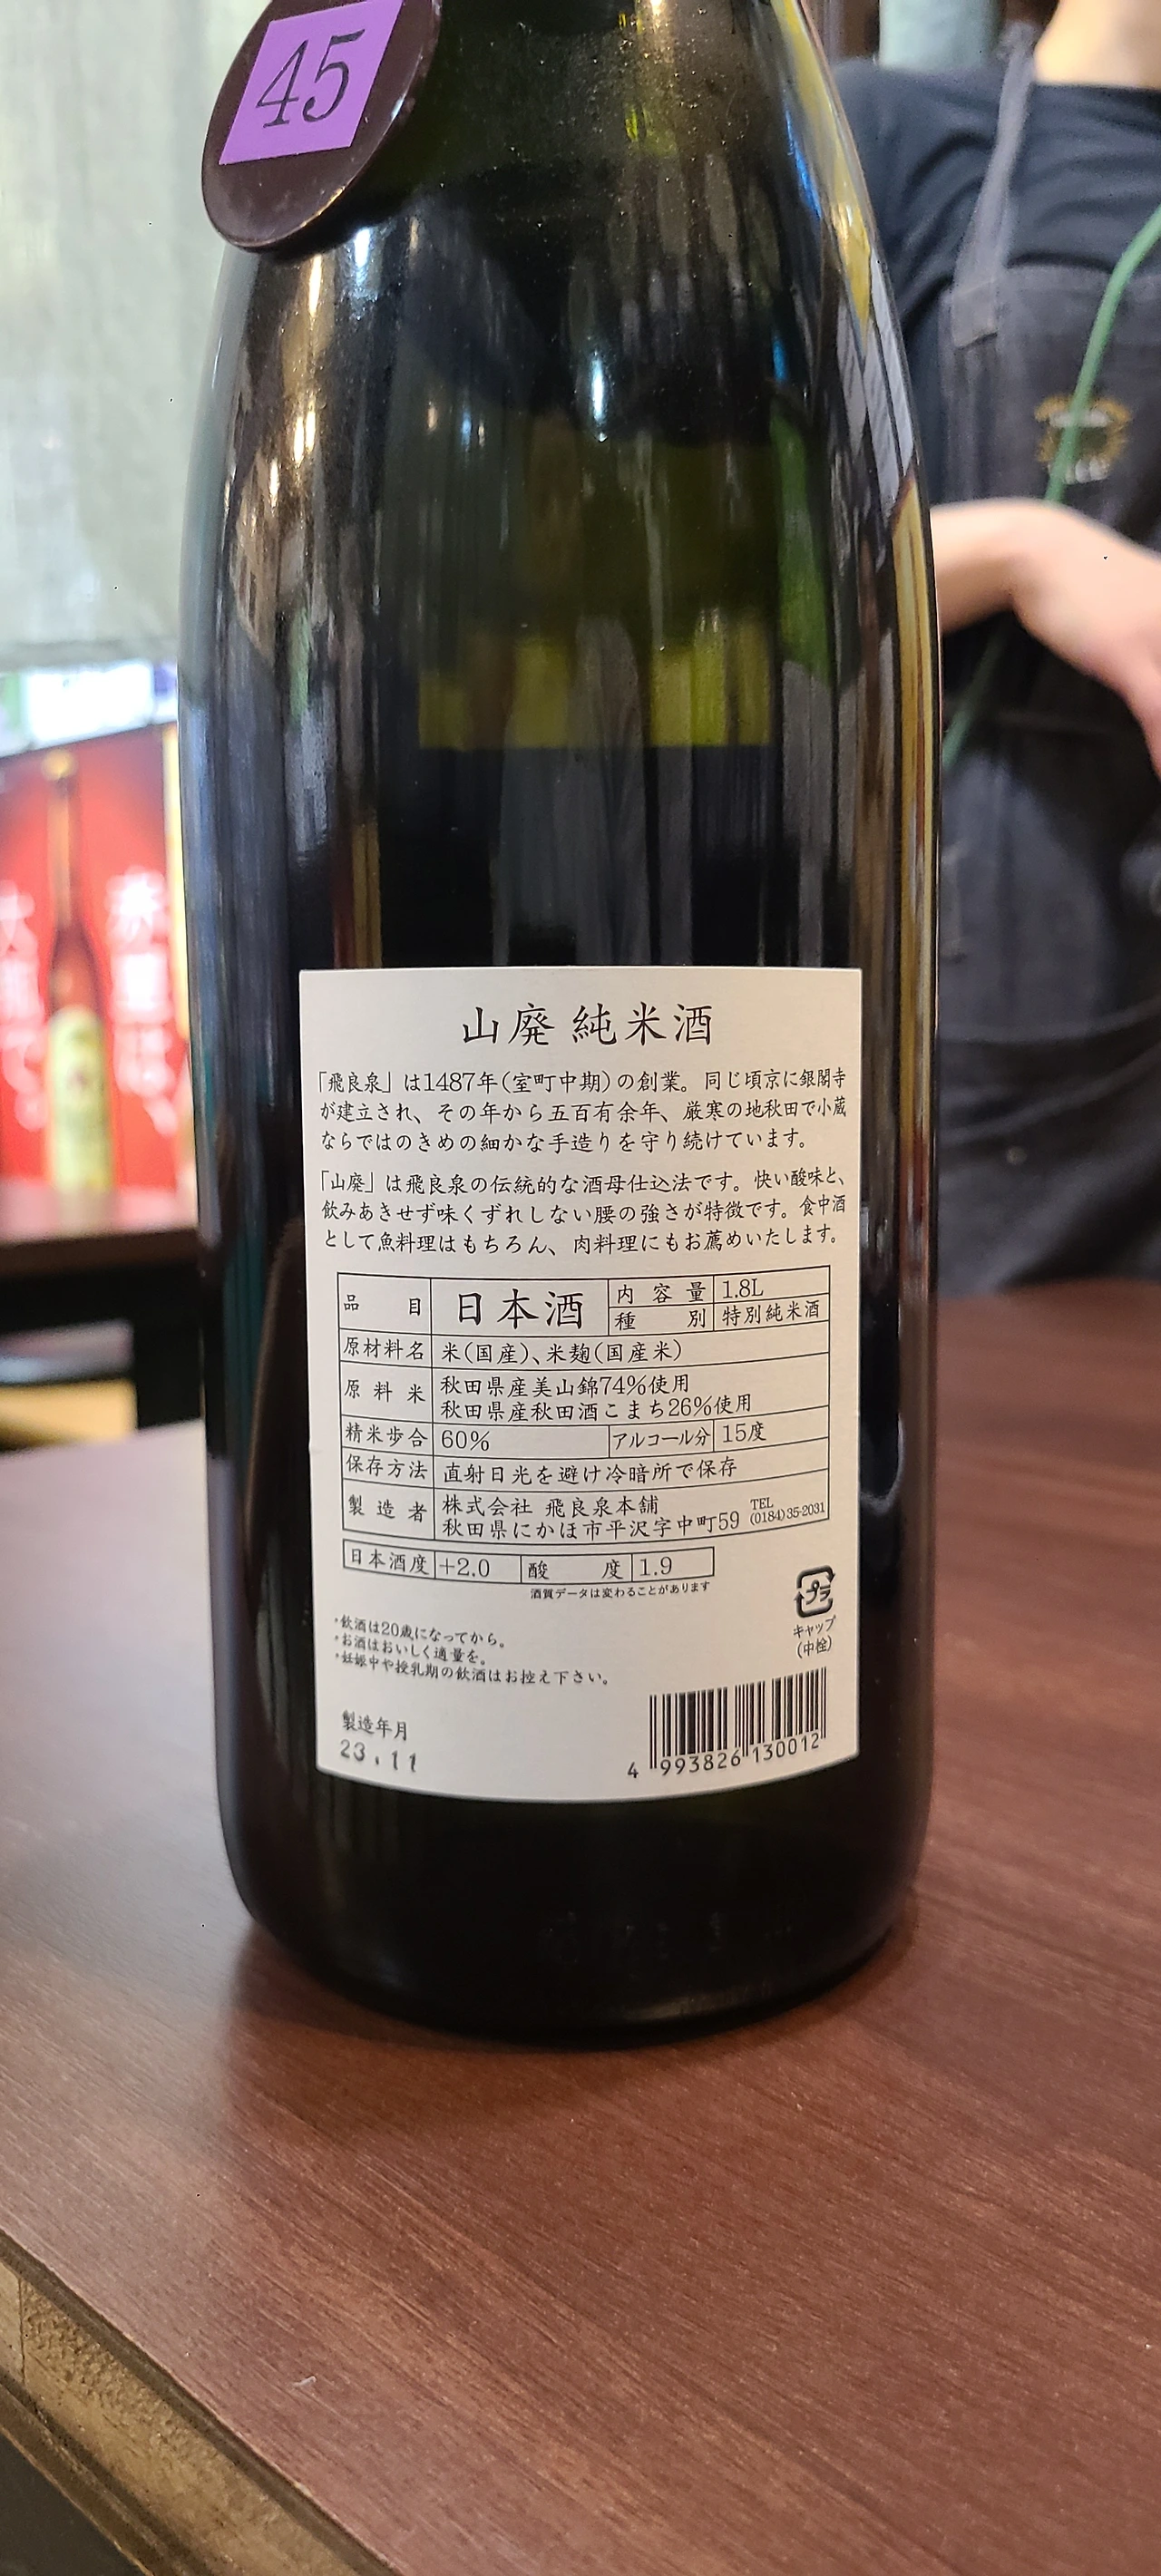 45
山廃 純米酒
「飛良泉」は1487年(室町中期)の創業。同じ頃京に銀閣寺
が建立され、その年から五百有余年、厳寒の地秋田で小蔵
ならではのきめの細かな手造りを守り続けています。
「山廃」は飛良泉の伝統的な酒母仕込法です。快い酸味と、
飲みあきせず味くずれしない腰の強さが特徴です。食中酒
として魚料理はもちろん、肉料理にもお薦めいたします。
品目 日本酒 内容量 1.8L
種別 特別純米酒
原材料名 米(国産)、米麹(国産米)
原料米 秋田県産美山錦74%使用
秋田県産秋田酒こまち26%使用
精米歩合 60% アルコール分 15度
保存方法 直射日光を避け冷暗所で保存
製造者 株式会社 飛良泉本舗
秋田県にかほ市平沢字中町59 TEL (0184)35-2031
日本酒度 +2.0 酸度 1.9
酒質データは変わることがあります
プラ
キャップ
(中栓)
・飲酒は20歳になってから。
・お酒はおいしく適量を。
・妊娠中や授乳期の飲酒はお控え下さい。
製造年月
23.11
4 993826 130012